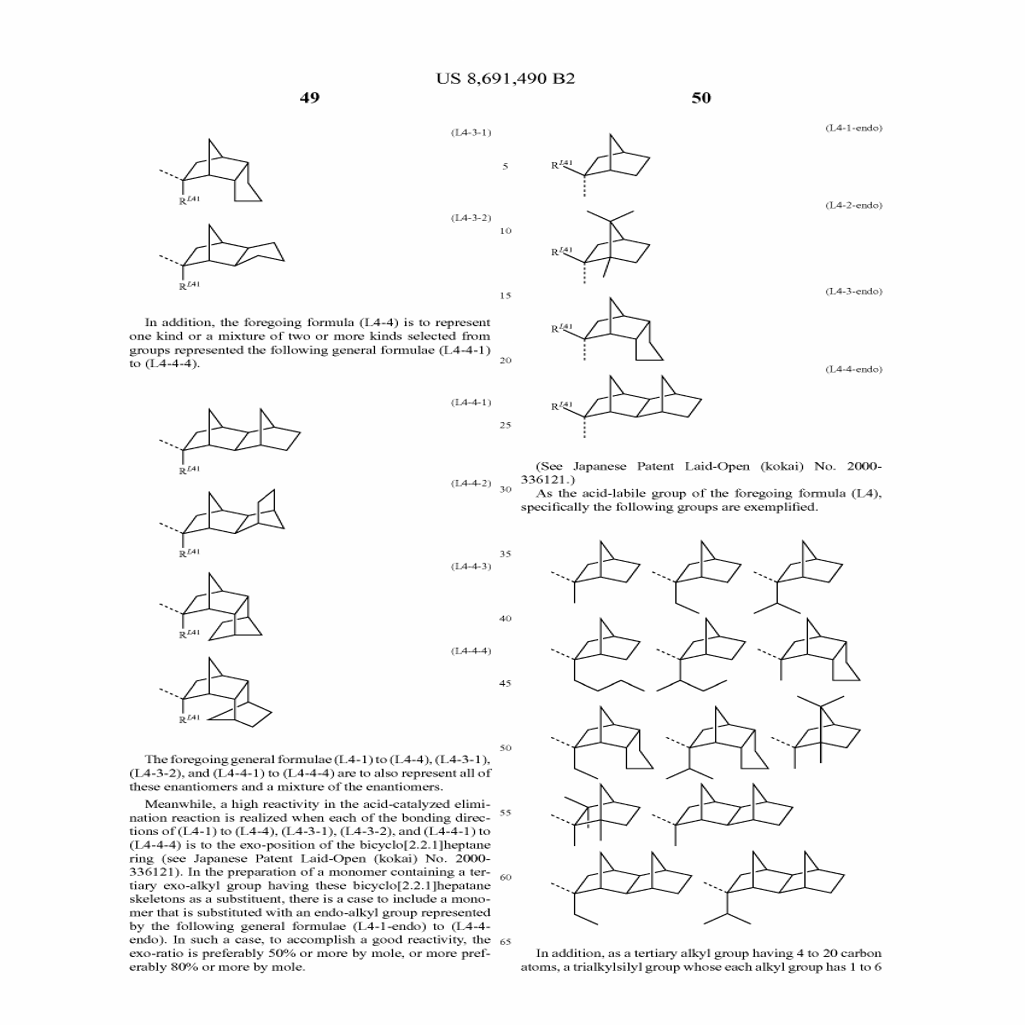 US 8,691,490 B2
49
(L4-3-1)
R^L41
(L4-3-2)
R^L41
In addition, the foregoing formula (L4-4) is to represent
one kind or a mixture of two or more kinds selected from
groups represented the following general formulae (L4-4-1)
to (L4-4-4).
(L4-4-1)
R^L41
(L4-4-2)
R^L41
(L4-4-3)
R^L41
(L4-4-4)
R^L41
The foregoing general formulae (L4-1) to (L4-4), (L4-3-1),
(L4-3-2), and (L4-4-1) to (L4-4-4) are to also represent all of
these enantiomers and a mixture of the enantiomers.
Meanwhile, a high reactivity in the acid-catalyzed elimi-
nation reaction is realized when each of the bonding direc-
tions of (L4-1) to (L4-4), (L4-3-1), (L4-3-2), and (L4-4-1) to
(L4-4-4) is to the exo-position of the bicyclo[2.2.1]heptane
ring (see Japanese Patent Laid-Open (kokai) No. 2000-
336121). In the preparation of a monomer containing a ter-
tiary exo-alkyl group having these bicyclo[2.2.1]hepatane
skeletons as a substituent, there is a case to include a mono-
mer that is substituted with an endo-alkyl group represented
by the following general formulae (L4-1-endo) to (L4-4-
endo). In such a case, to accomplish a good reactivity, the
exo-ratio is preferably 50% or more by mole, or more pref-
erably 80% or more by mole.
5
10
15
20
25
30
35
40
45
50
55
60
65
50
(L4-1-endo)
R^L41
(L4-2-endo)
R^L41
(L4-3-endo)
R^L41
(L4-4-endo)
R^L41
(See Japanese Patent Laid-Open (kokai) No. 2000-
336121.)
As the acid-labile group of the foregoing formula (L4),
specifically the following groups are exemplified.
In addition, as a tertiary alkyl group having 4 to 20 carbon
atoms, a trialkylsilyl group whose each alkyl group has 1 to 6